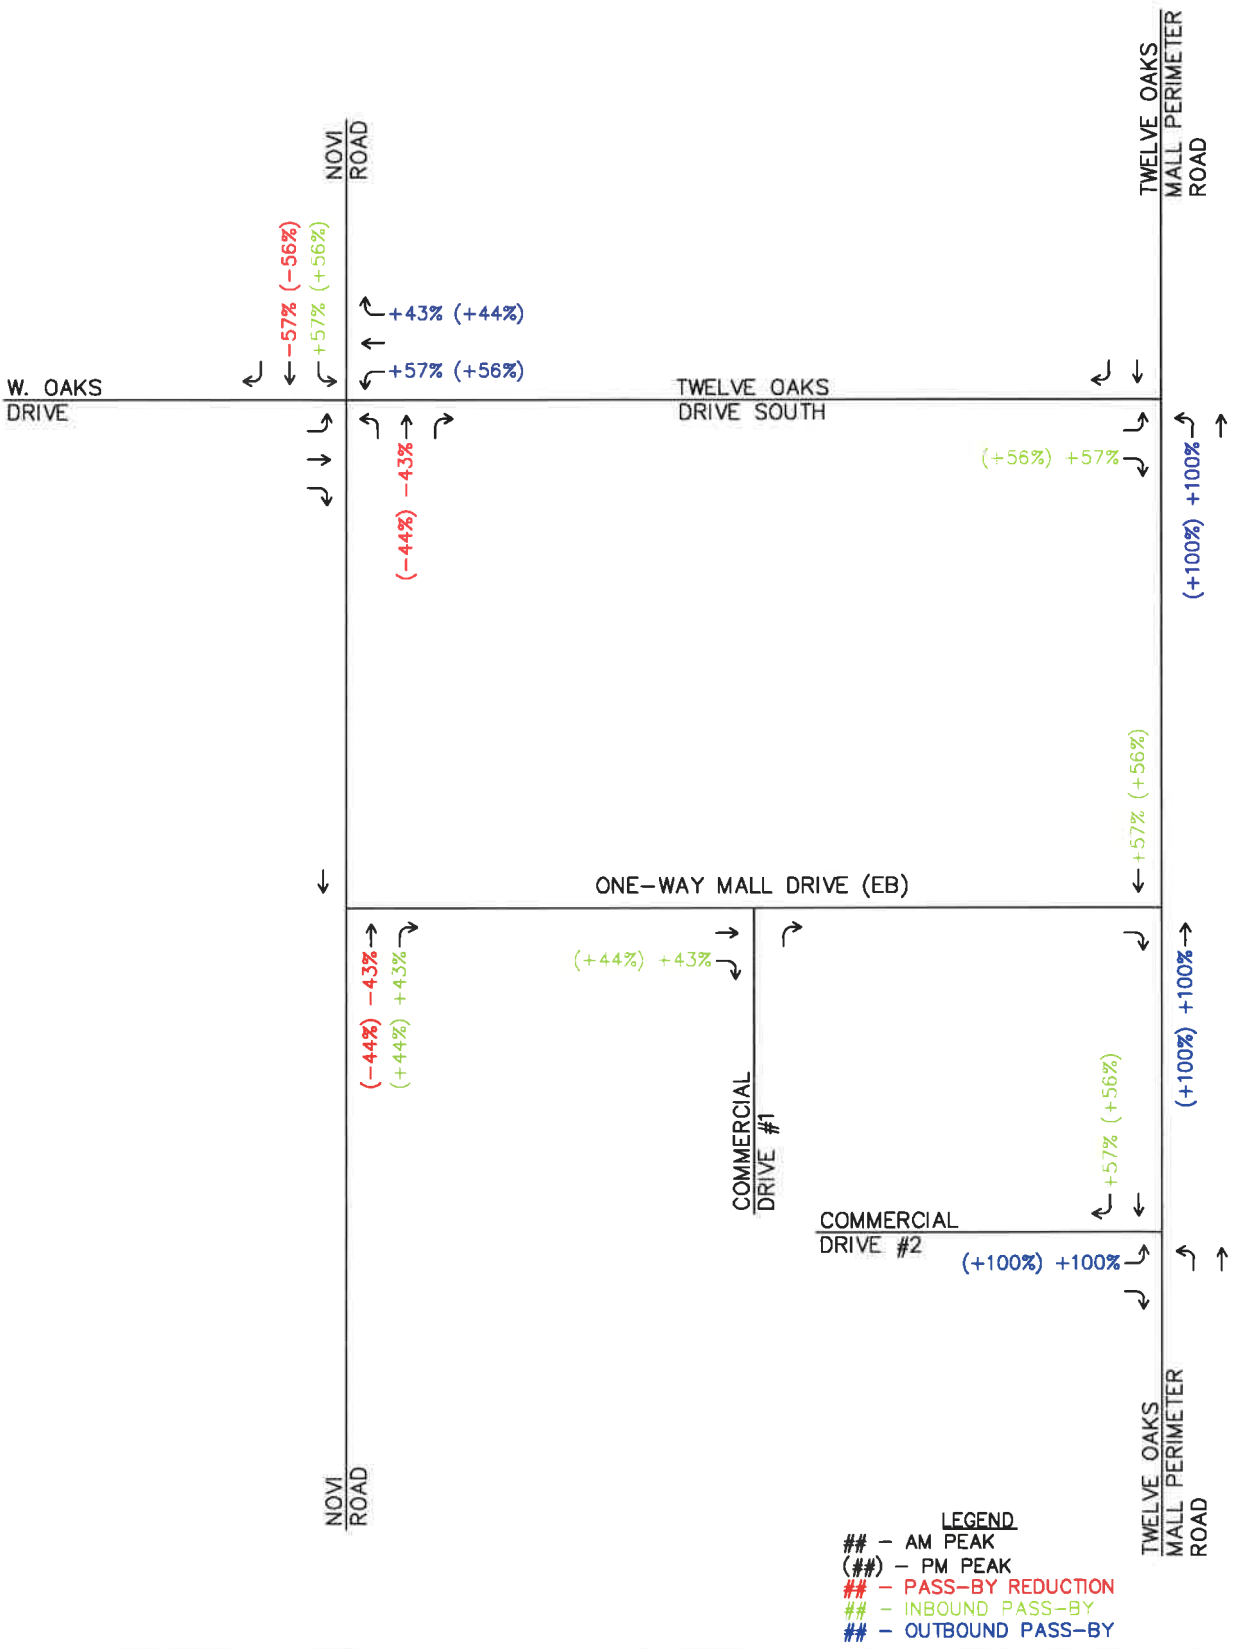 TWELVE OAKS
MALL PERIMETER
ROAD
NOVI
ROAD
-57% (-56%)
+57% (+56%)
+43% (+44%)
+57% (+56%)
W. OAKS
DRIVE
TWELVE OAKS
DRIVE SOUTH
(-44%) -43%
(+56%) +57%
(+100%) +100%
+57% (+56%)
ONE-WAY MALL DRIVE (EB)
(-44%) -43%
(+44%) +43%
(+44%) +43%
(+100%) +100%
COMMERCIAL
DRIVE #1
+57% (+56%)
COMMERCIAL
DRIVE #2
(+100%) +100%
NOVI
ROAD
TWELVE OAKS
MALL PERIMETER
ROAD
LEGEND
## - AM PEAK
(##) - PM PEAK
## - PASS-BY REDUCTION
## - INBOUND PASS-BY
## - OUTBOUND PASS-BY